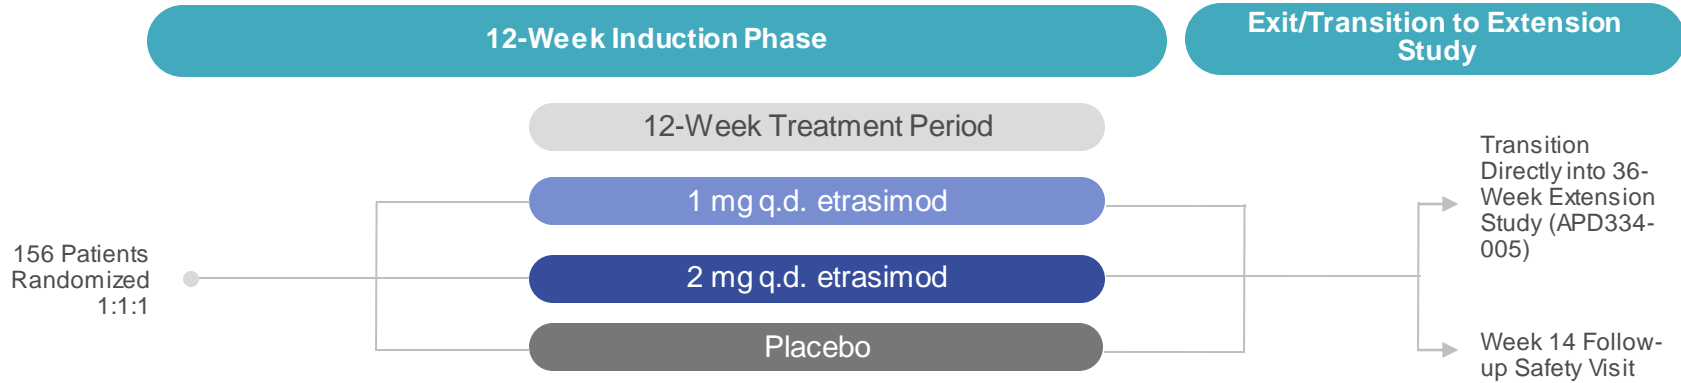 12-Week Induction Phase
Exit/Transition to Extension
Study
12-Week Treatment Period
1 mg q.d. etrasimod
2 mg q.d. etrasimod
Placebo
156 Patients
Randomized
1:1:1
Transition
Directly into 36-
Week Extension
Study (APD334-
005)
Week 14 Follow-
up Safety Visit